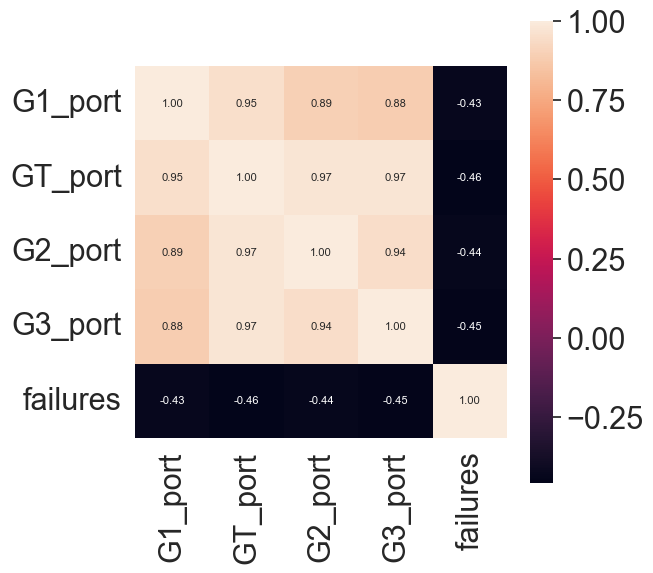 G1_port 1.00 0.95 0.89 0.88 -0.43
GT_port 0.95 1.00 0.97 0.97 -0.46
G2_port 0.89 0.97 1.00 0.94 -0.44
G3_port 0.88 0.97 0.94 1.00 -0.45
failures -0.43 -0.46 -0.44 -0.45 1.00
G1_port GT_port G2_port G3_port failures
1.00
0.75
0.50
0.25
0.00
−0.25